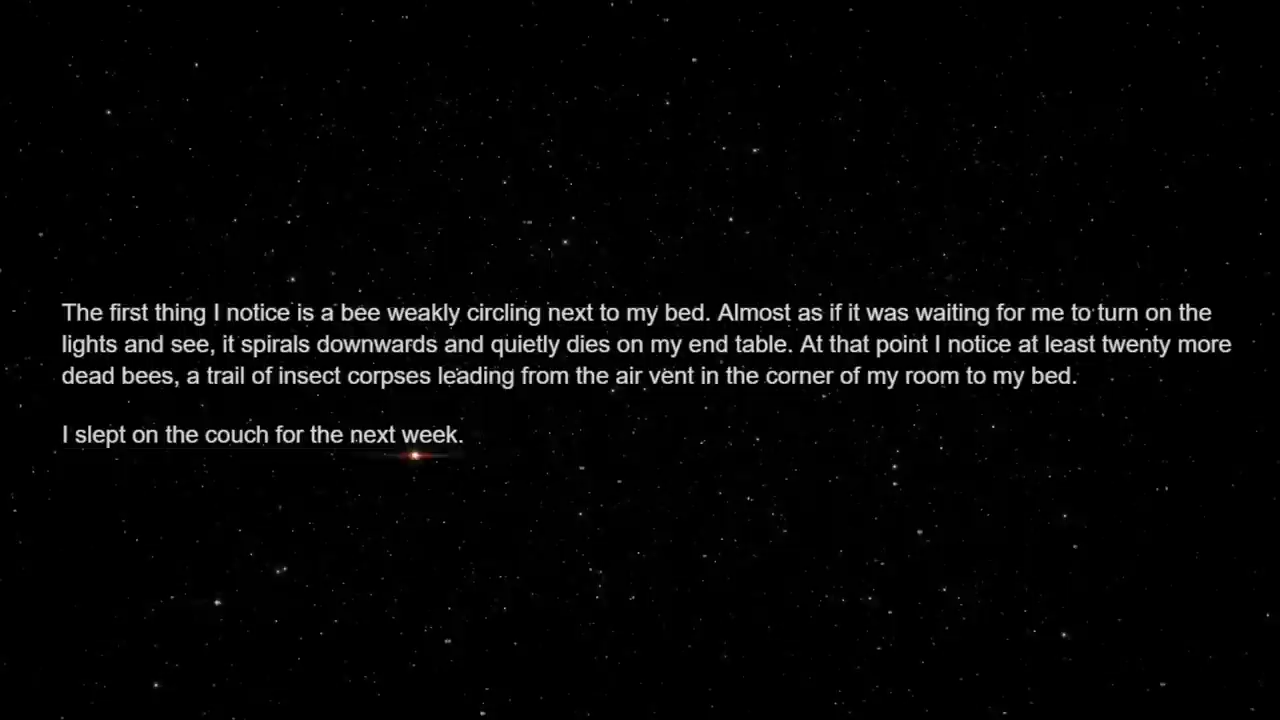 The first thing I notice is a bee weakly circling next to my bed. Almost as if it was waiting for me to turn on the
lights and see, it spirals downwards and quietly dies on my end table. At that point I notice at least twenty more
dead bees, a trail of insect corpses leading from the air vent in the corner of my room to my bed.
I slept on the couch for the next week.